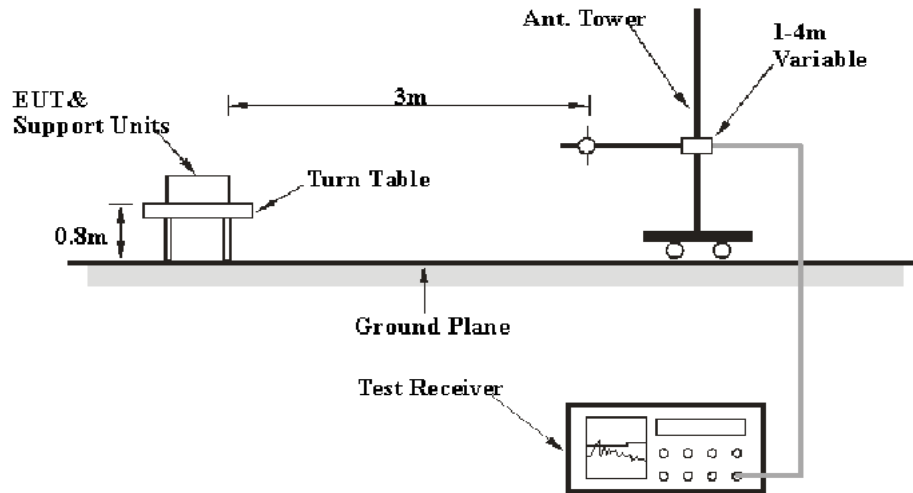 Ant. Tower
1-4m
Variable
3m
EUT&
Support Units
Turn Table
0.8m
Ground Plane
Test Receiver